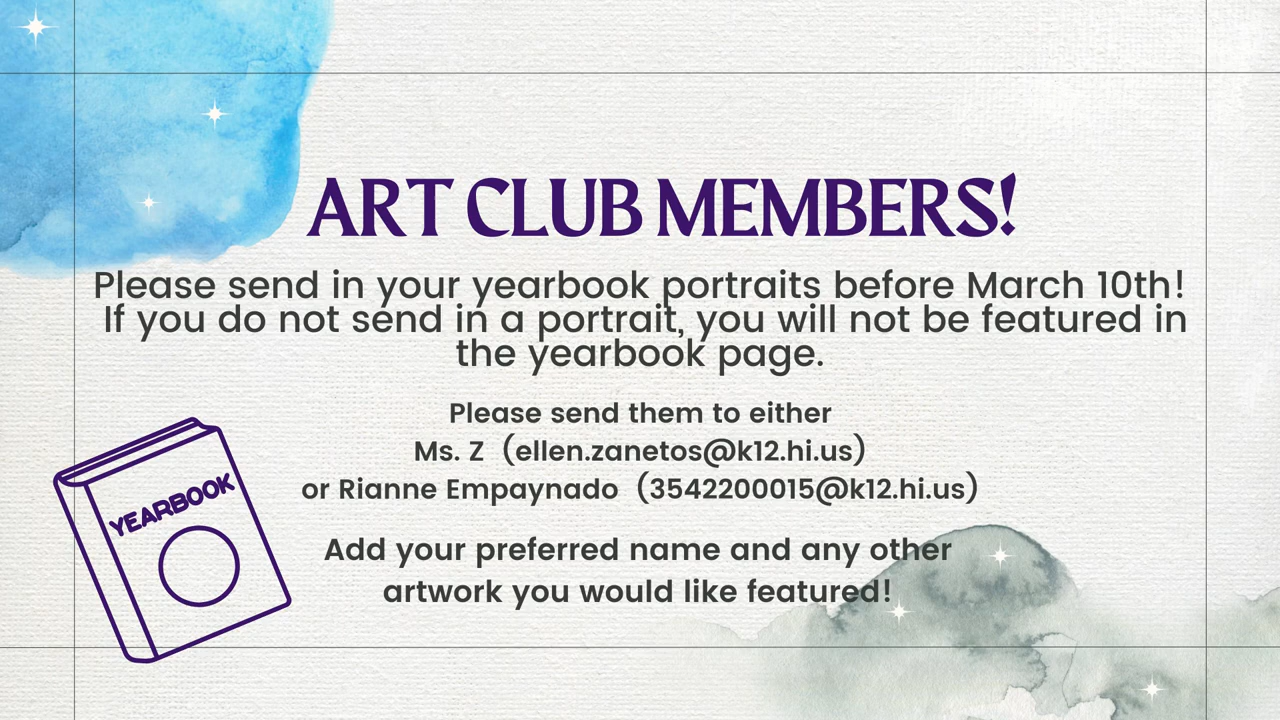 ART CLUB MEMBERS!
Please send in your yearbook portraits before March 10th!
If you do not send in a portrait, you will not be featured in
the yearbook page.
Please send them to either
Ms. Z (ellen.zanetos@k12.hi.us)
or Rianne Empaynado (3542200015@k12.hi.us)
YEARBOOK
Add your preferred name and any other
artwork you would like featured!